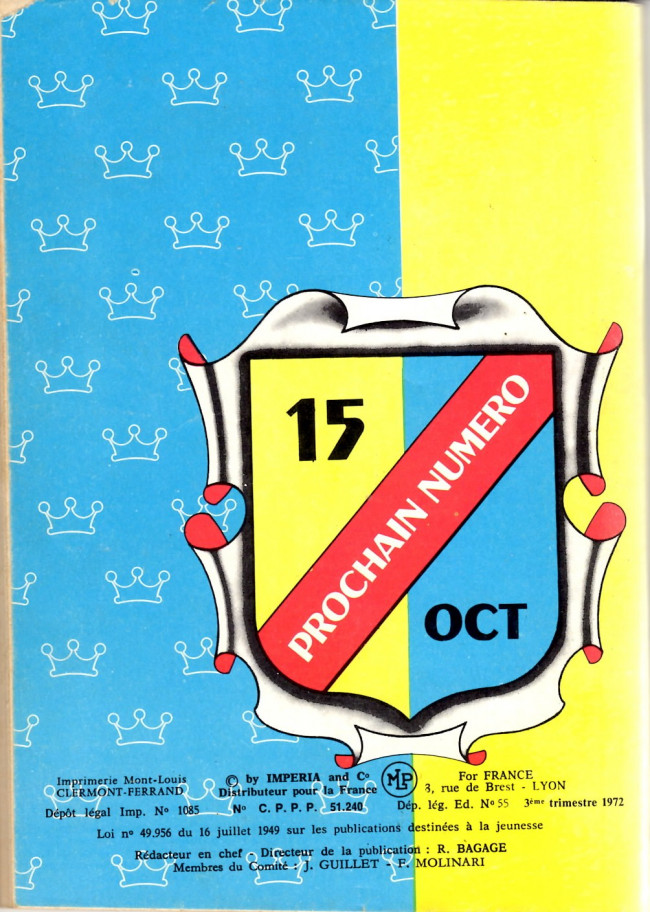 15
PROCHAIN NUMERO
OCT
Imprimerie Mont-Louis
CLERMONT-FERRAND
© by IMPERIA and Co
Distributeur pour la France
MLP
For FRANCE
3, rue de Brest - LYON
Dépôt légal Imp. No 1085 No C. P. P. P. 51.240 Dép. lég. Ed. No 55 3ème trimestre 1972
Loi no 49.956 du 16 juillet 1949 sur les publications destinées à la jeunesse
Rédacteur en chef - Directeur de la publication : R. BAGAGE
Membres du Comité : J. GUILLET - F. MOLINARI